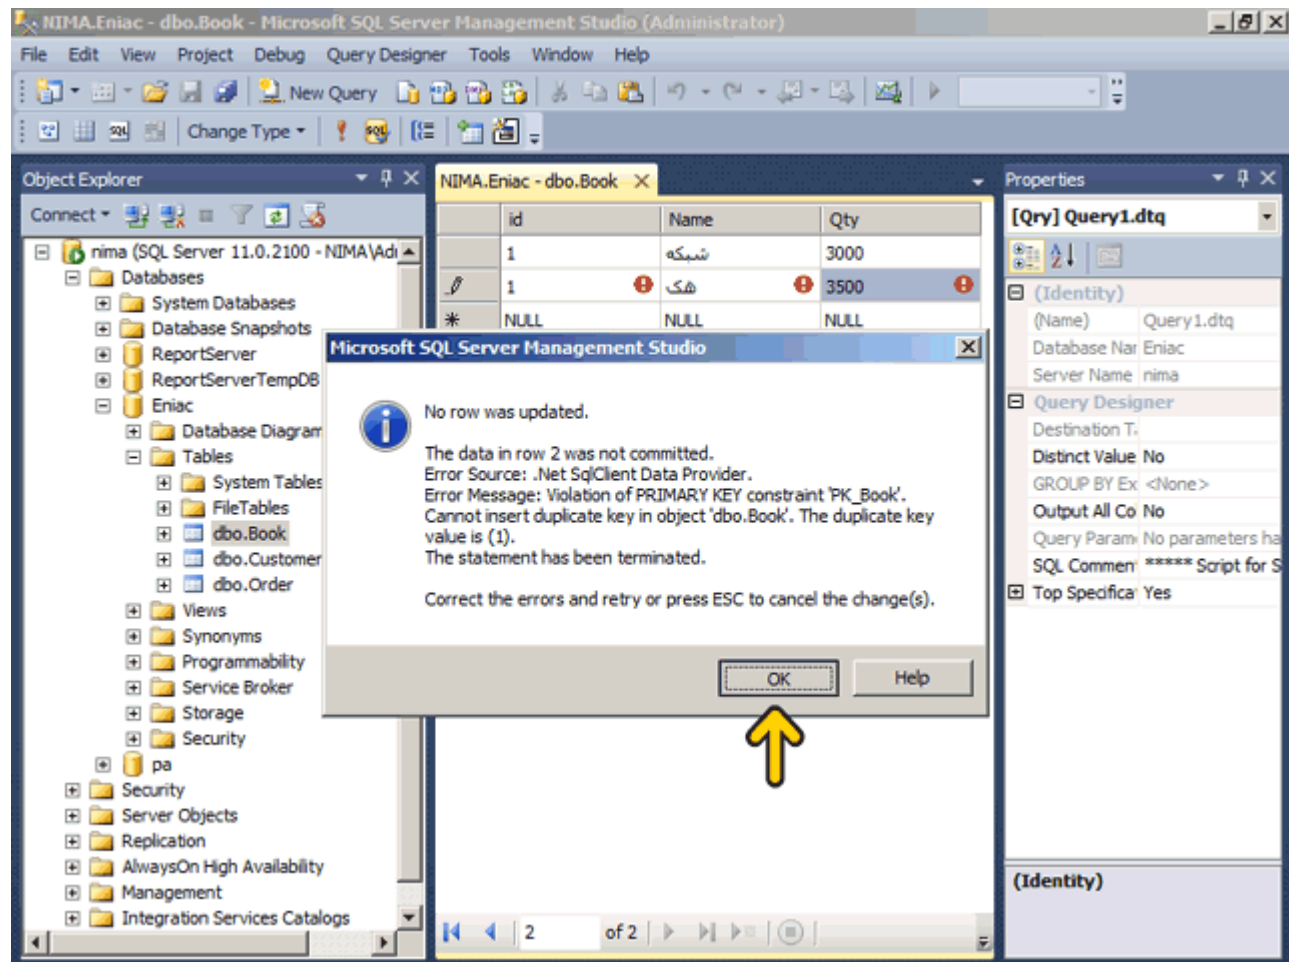 NIMA.Eniac - dbo.Book - Microsoft SQL Server Management Studio (Administrator)
File Edit View Project Debug Query Designer Tools Window Help
New Query
Change Type
Object Explorer
Connect
nima (SQL Server 11.0.2100 - NIMA\Adi
Databases
System Databases
Database Snapshots
ReportServer
ReportServerTempDB
Eniac
Database Diagram
Tables
System Tables
FileTables
dbo.Book
dbo.Customer
dbo.Order
Views
Synonyms
Programmability
Service Broker
Storage
Security
pa
Security
Server Objects
Replication
AlwaysOn High Availability
Management
Integration Services Catalogs
NIMA.Eniac - dbo.Book
id Name Qty
1 شبکه 3000
1 هک 3500
NULL NULL NULL
Microsoft SQL Server Management Studio
No row was updated.
The data in row 2 was not committed.
Error Source: .Net SqlClient Data Provider.
Error Message: Violation of PRIMARY KEY constraint 'PK_Book'.
Cannot insert duplicate key in object 'dbo.Book'. The duplicate key
value is (1).
The statement has been terminated.
Correct the errors and retry or press ESC to cancel the change(s).
OK Help
2 of 2
Properties
[Qry] Query1.dtq
(Identity)
(Name) Query1.dtq
Database Nar Eniac
Server Name nima
Query Designer
Destination T
Distinct Value No
GROUP BY Ex <None>
Output All Co No
Query Param No parameters ha
SQL Commen ***** Script for S
Top Specifica Yes
(Identity)